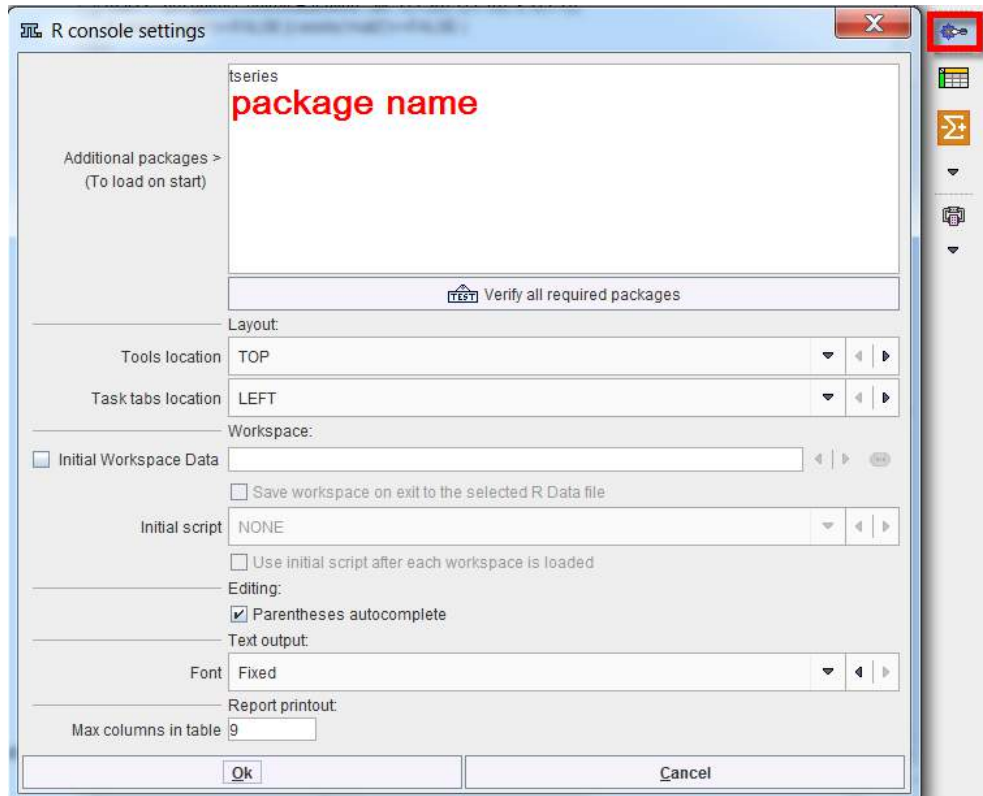 R console settings
tseries
package name
Additional packages >
(To load on start)
TEST Verify all required packages
Layout:
Tools location TOP
Task tabs location LEFT
Workspace:
Initial Workspace Data
Save workspace on exit to the selected R Data file
Initial script NONE
Use initial script after each workspace is loaded
Editing:
Parentheses autocomplete
Text output:
Font Fixed
Report printout:
Max columns in table 9
Ok Cancel